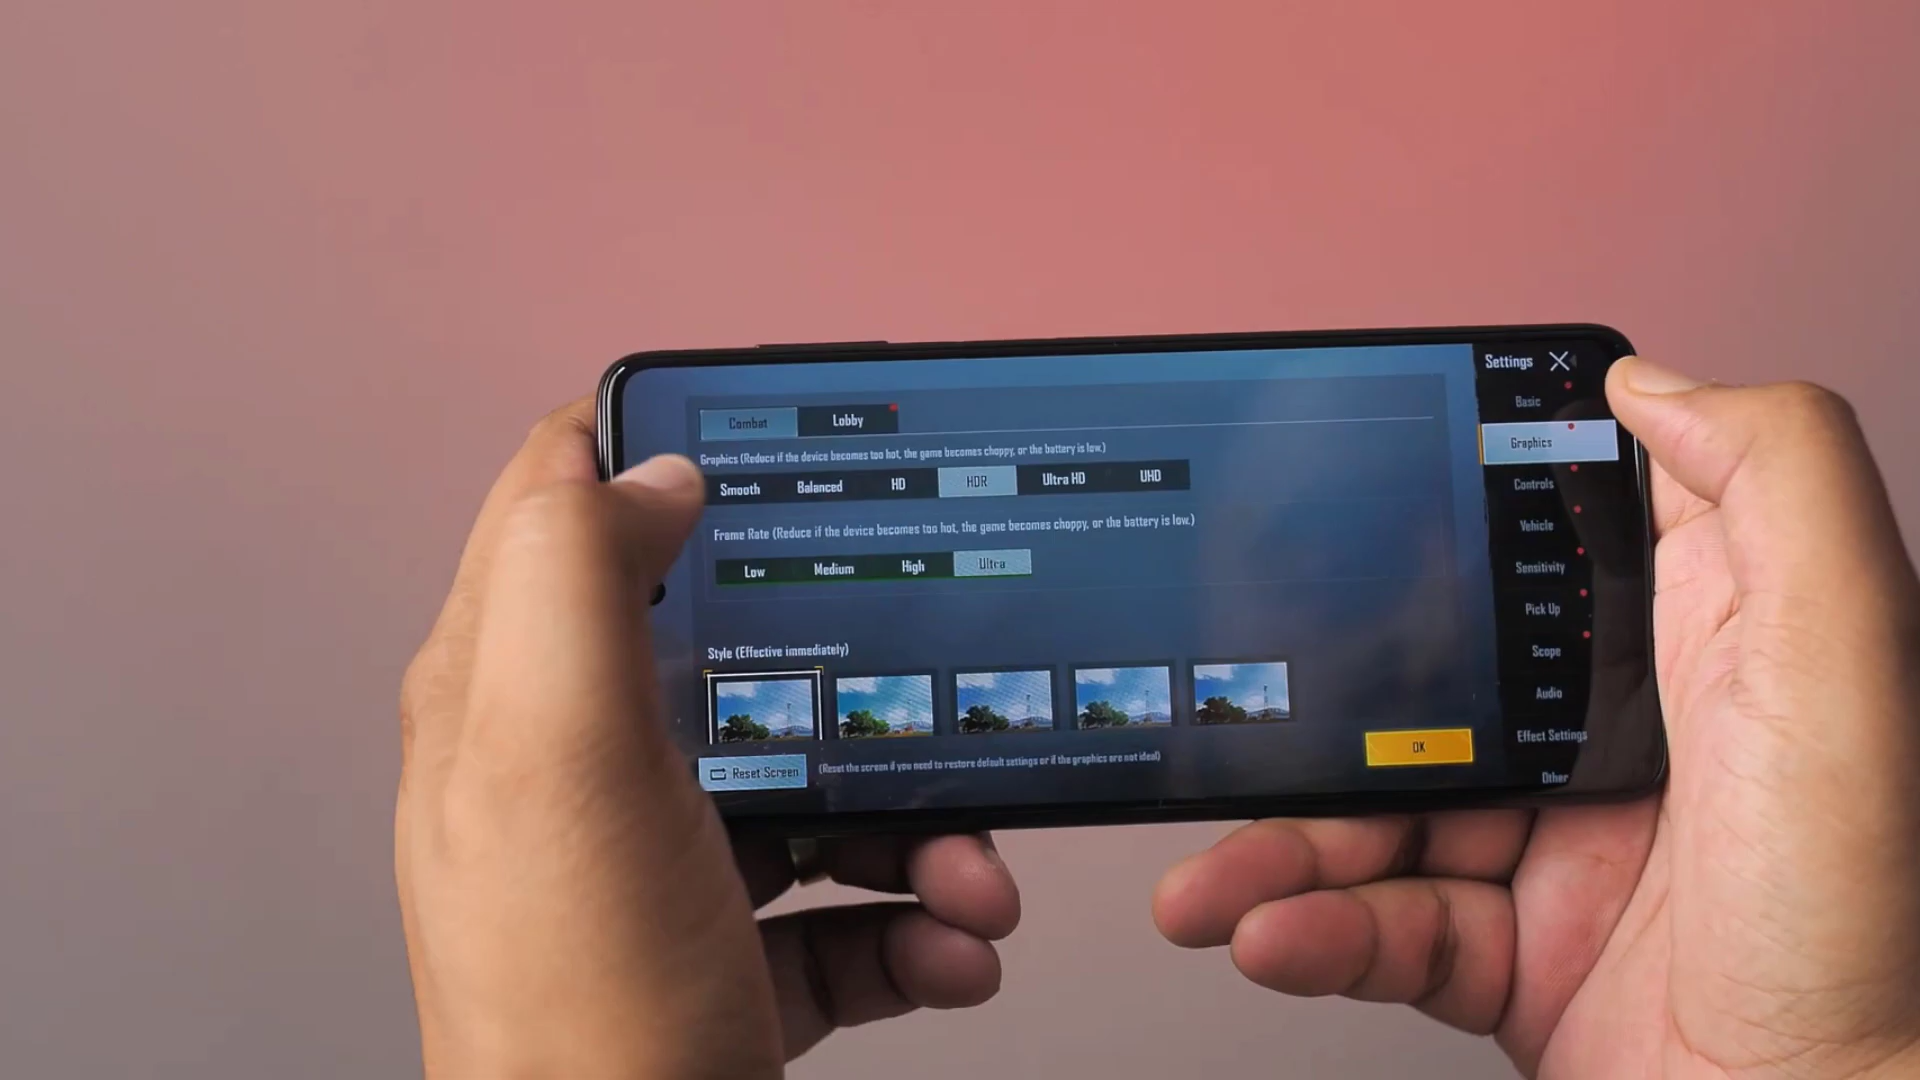 Combat Lobby
Graphics (Reduce if the device becomes too hot, the game becomes choppy, or the battery is low.)
Smooth Balanced HD HDR Ultra HD UHD
Frame Rate (Reduce if the device becomes too hot, the game becomes choppy, or the battery is low.)
Low Medium High Ultra
Style (Effective immediately)
Reset Screen (Reset the screen if you need to restore default settings or if the graphics are not ideal)
OK
Settings
Basic
Graphics
Controls
Vehicle
Sensitivity
Pick Up
Scope
Audio
Effect Settings
Other